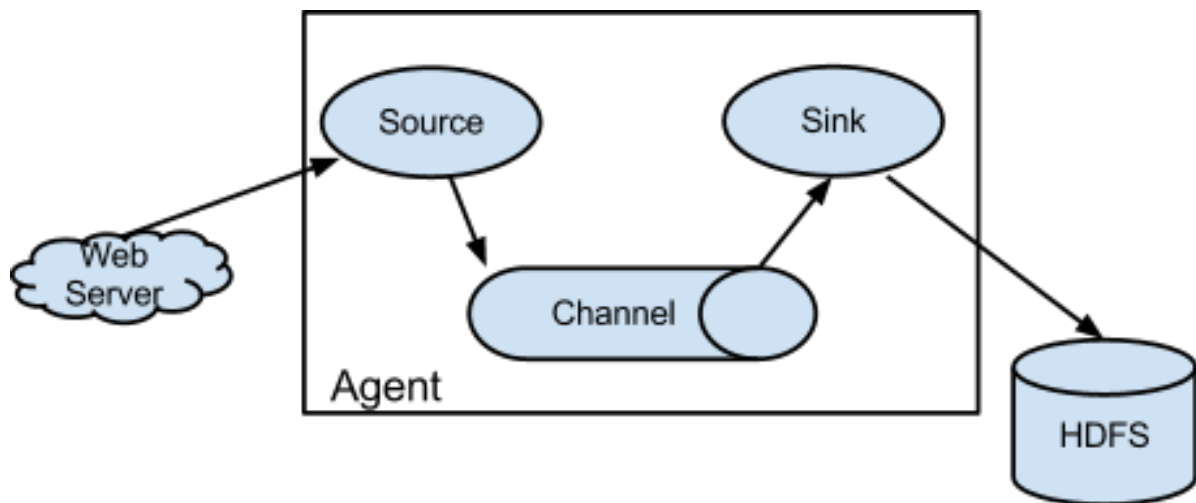 Source
Sink
Web
Server
Channel
Agent
HDFS